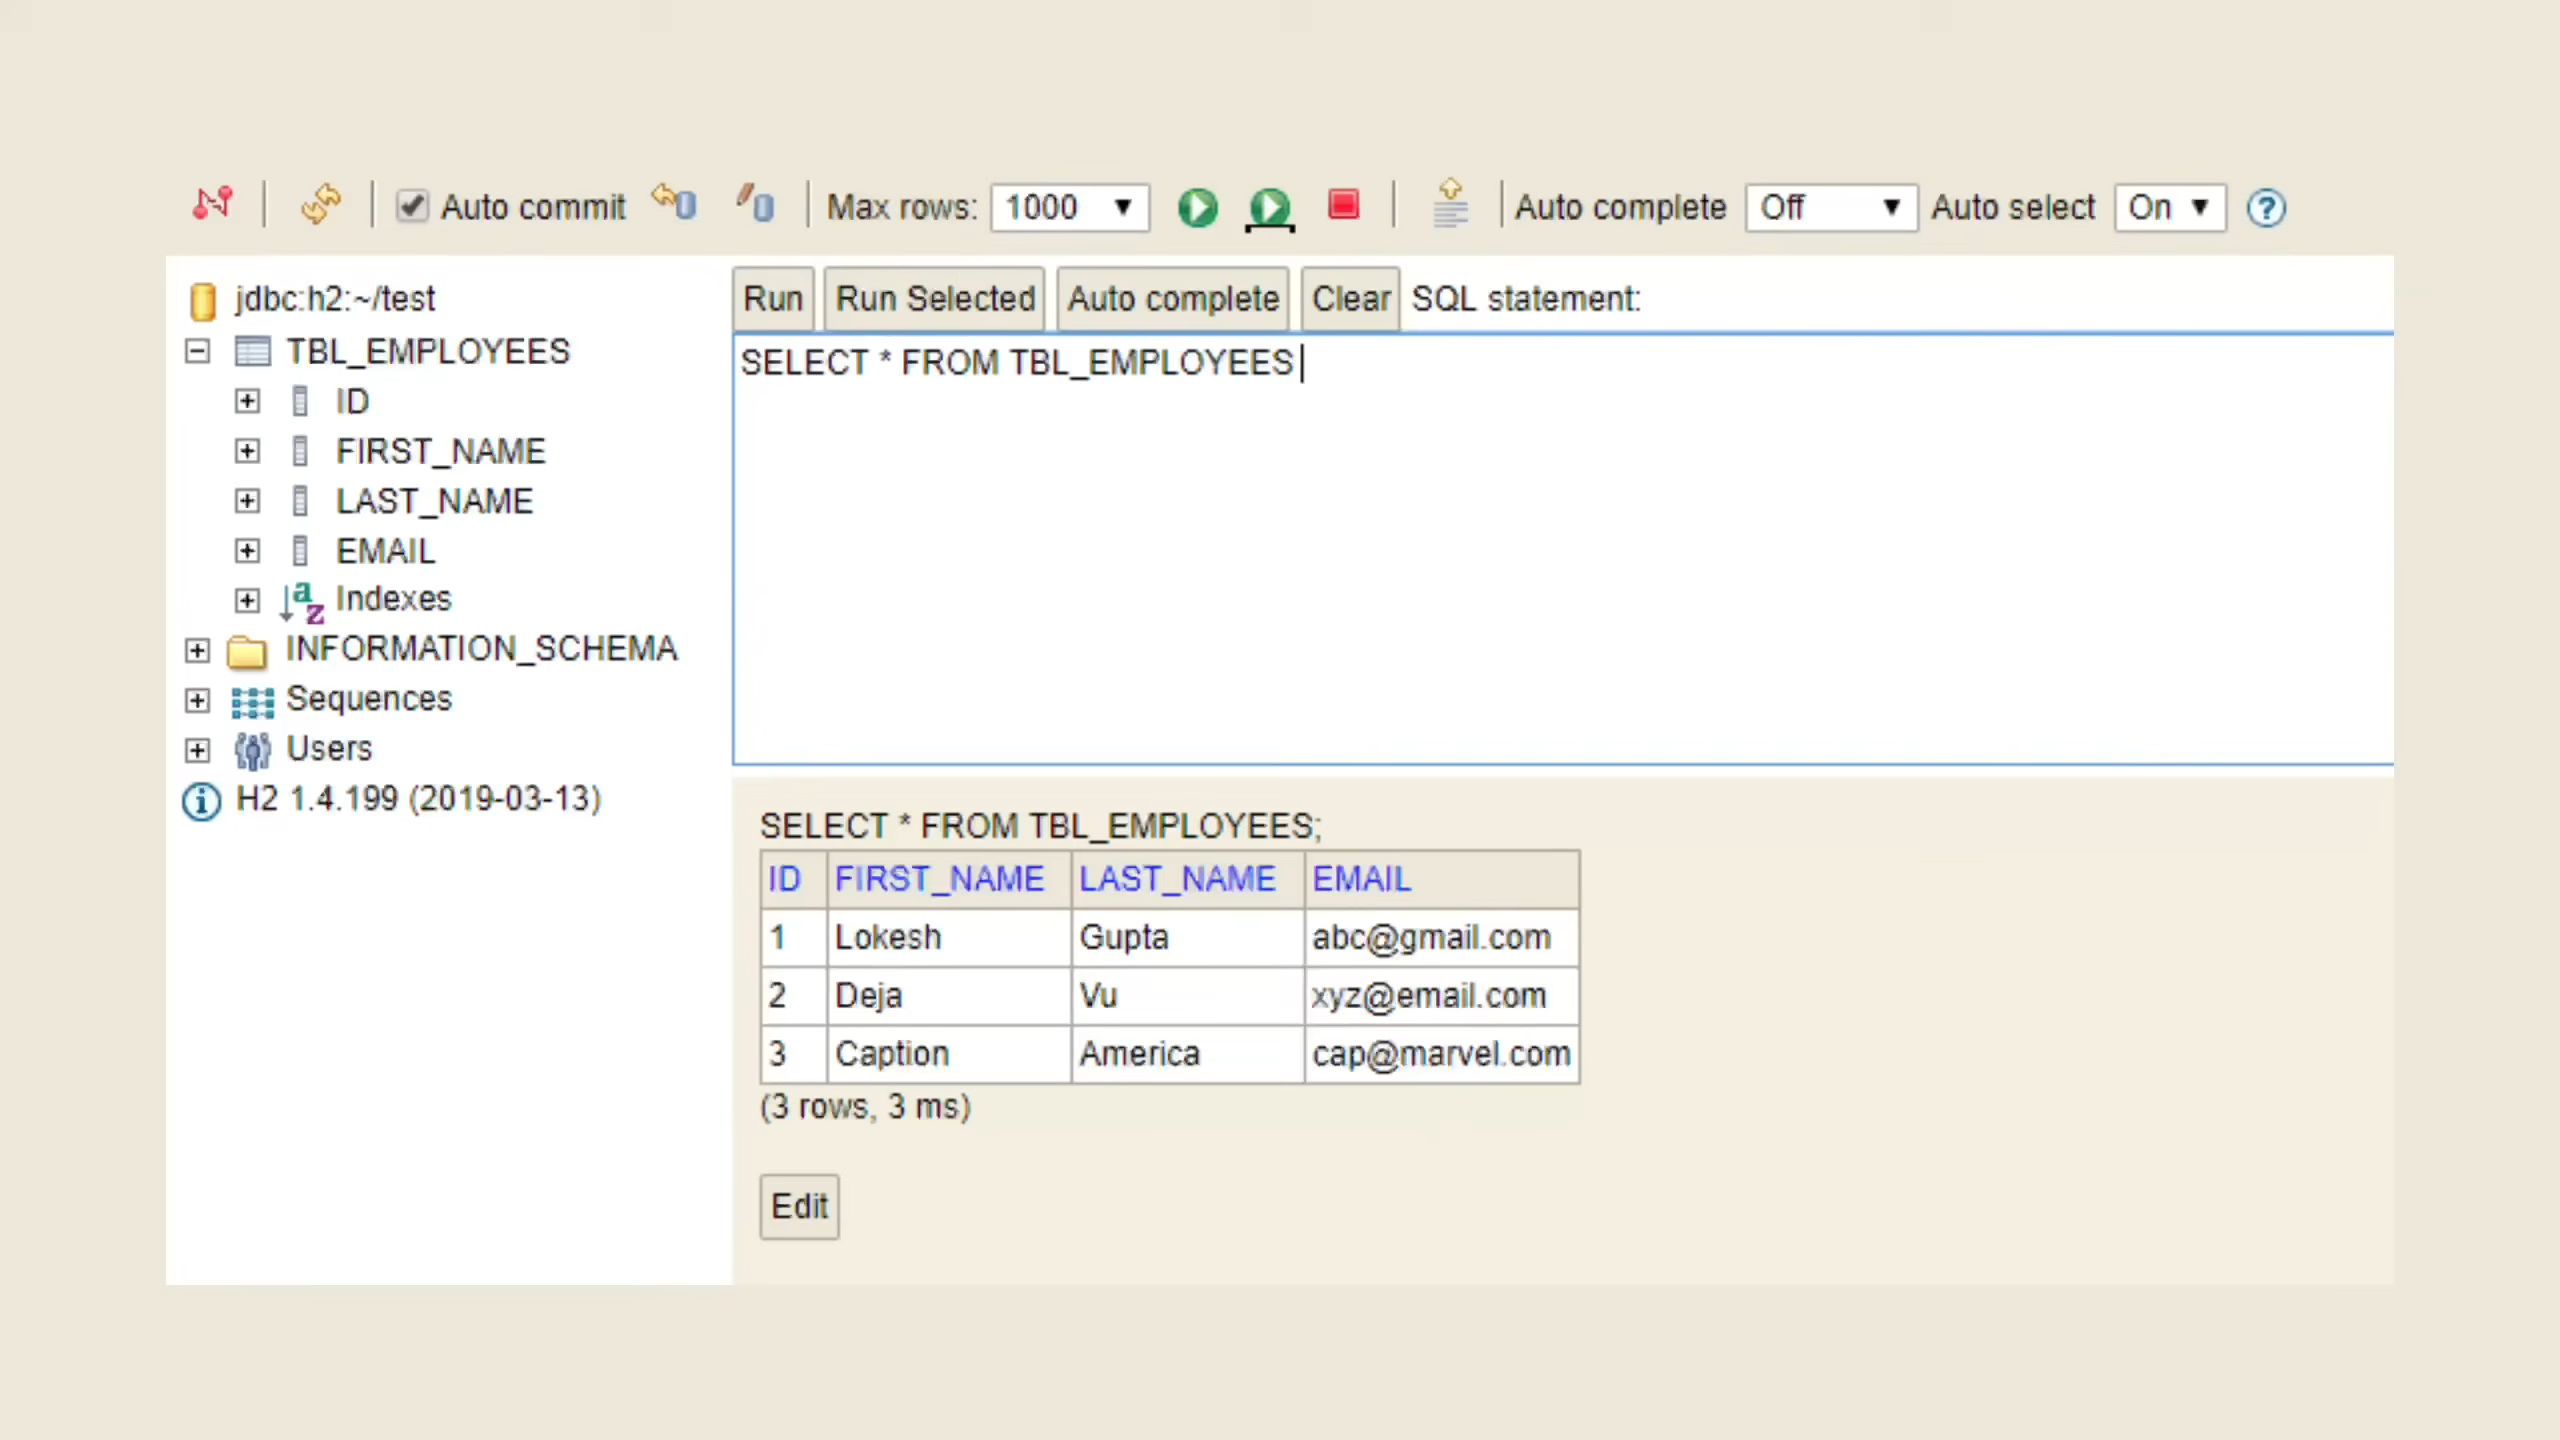 Auto commit Max rows: 1000 Auto complete Off Auto select On
jdbc:h2:~/test
TBL_EMPLOYEES
ID
FIRST_NAME
LAST_NAME
EMAIL
Indexes
INFORMATION_SCHEMA
Sequences
Users
H2 1.4.199 (2019-03-13)
Run Run Selected Auto complete Clear SQL statement:
SELECT * FROM TBL_EMPLOYEES
SELECT * FROM TBL_EMPLOYEES;
ID FIRST_NAME LAST_NAME EMAIL
1 Lokesh Gupta abc@gmail.com
2 Deja Vu xyz@email.com
3 Caption America cap@marvel.com
(3 rows, 3 ms)
Edit